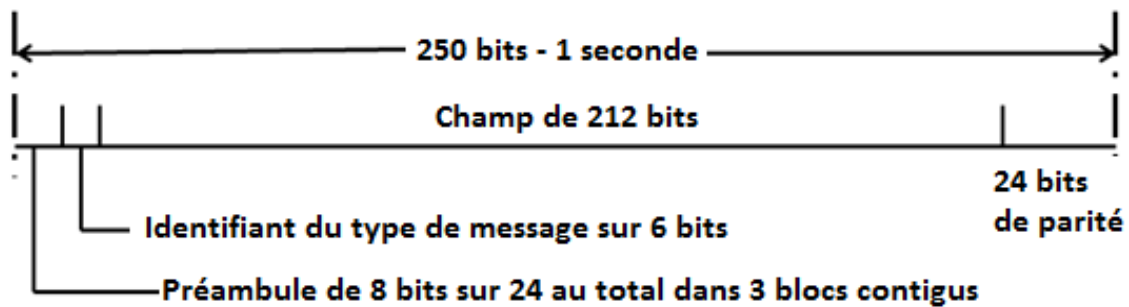 250 bits - 1 seconde
Champ de 212 bits
24 bits
de parité
Identifiant du type de message sur 6 bits
Préambule de 8 bits sur 24 au total dans 3 blocs contigus